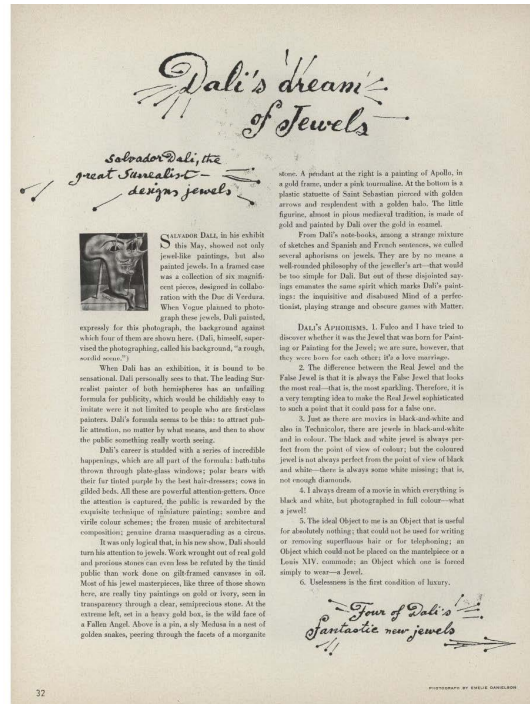 Dali's dream
of Jewels
Salvador Dali, the
great Surrealist—
designs jewels
SALVADOR DALI, in his exhibit
this May, showed not only
jewel-like paintings, but also
painted jewels. In a framed case
was a collection of six magnifi-
cent pieces, designed in collabo-
ration with the Duc di Verdura.
When Vogue planned to photo-
graph these jewels, Dali painted,
expressly for this photograph, the background against
which four of them are shown here. (Dali, himself, super-
vised the photographing, called his background, "a rough,
sordid scene.")
When Dali has an exhibition, it is bound to be
sensational. Dali personally sees to that. The leading Sur-
realist painter of both hemispheres has an unfailing
formula for publicity, which would be childishly easy to
imitate were it not limited to people who are first-class
painters. Dali's formula seems to be this: to attract pub-
lic attention, no matter by what means, and then to show
the public something really worth seeing.
Dali's career is studded with a series of incredible
happenings, which are all part of the formula: bath-tubs
thrown through plate-glass windows; polar bears with
their fur tinted purple by the best hair-dressers; cows in
gilded beds. All these are powerful attention-getters. Once
the attention is captured, the public is rewarded by the
exquisite technique of miniature painting; sombre and
virile colour schemes; the frozen music of architectural
composition; genuine drama masquerading as a circus.
It was only logical that, in his new show, Dali should
turn his attention to jewels. Work wrought out of real gold
and precious stones can even less be refuted by the timid
public than work done on gilt-framed canvases in oil.
Most of his jewel masterpieces, like three of those shown
here, are really tiny paintings on gold or ivory, seen in
transparency through a clear, semiprecious stone. At the
extreme left, set in a heavy gold box, is the wild face of
a Fallen Angel. Above is a pin, a sly Medusa in a nest of
golden snakes, peering through the facets of a morganite
stone. A pendant at the right is a painting of Apollo, in
a gold frame, under a pink tourmaline. At the bottom is a
plastic statuette of Saint Sebastian pierced with golden
arrows and resplendent with a golden halo. The little
figurine, almost in pious medieval tradition, is made of
gold and painted by Dali over the gold in enamel.
From Dali's notebooks, among a strange mixture
of sketches and Spanish and French sentences, we culled
several aphorisms on jewels. They are by no means a
well-rounded philosophy of the jeweller's art—that would
be too simple for Dali. But out of these disjointed say-
ings emanates the same spirit which marks Dali's paint-
ings: the inquisitive and disabused Mind of a perfec-
tionist, playing strange and obscure games with Matter.
DALI'S APHORISMS. 1. Fulco and I have tried to
discover whether it was the Jewel that was born for Paint-
ing or Painting for the Jewel; we are sure, however, that
they were born for each other; it's a love marriage.
2. The difference between the Real Jewel and the
False Jewel is that it is always the False Jewel that looks
the most real—that is, the most sparkling. Therefore, it is
a very tempting idea to make the Real Jewel sophisticated
to such a point that it could pass for a false one.
3. Just as there are movies in black-and-white and
also in Technicolor, there are jewels in black-and-white
and in colour. The black and white jewel is always per-
fect from the point of view of colour; but the coloured
jewel is not always perfect from the point of view of black
and white—there is always some white missing; that is,
not enough diamonds.
4. I always dream of a movie in which everything is
black and white, but photographed in full colour—what
a jewel!
5. The ideal Object to me is an Object that is useful
for absolutely nothing; that could not be used for writing
or removing superfluous hair or for telephoning; an
Object which could not be placed on the mantelpiece or a
Louis XIV. commode; an Object which one is forced
simply to wear—a Jewel.
6. Uselessness is the first condition of luxury.
Four of Dali's
fantastic new jewels
32
PHOTOGRAPH BY EMELIE DANIELSON